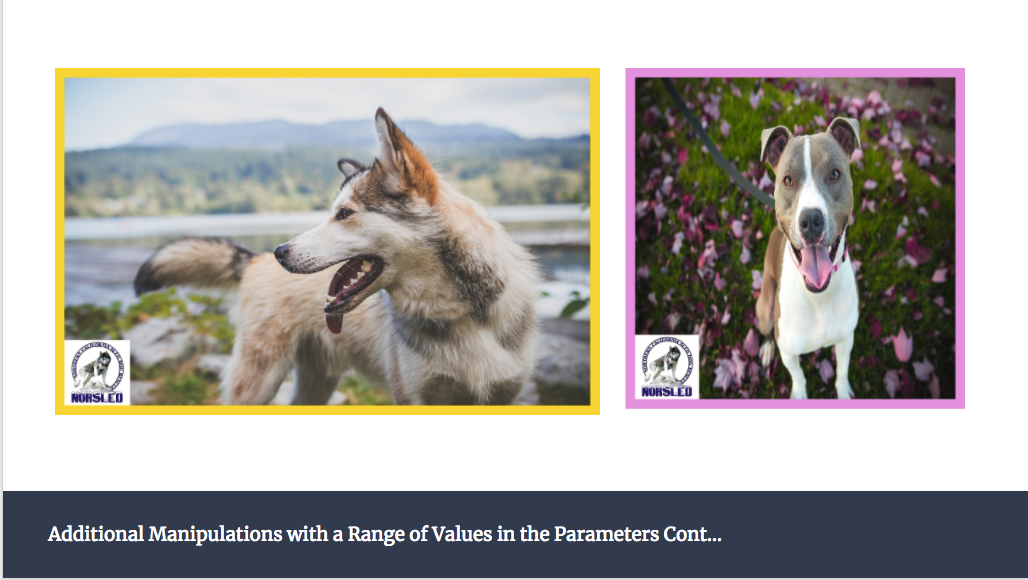 NORSLED
NORSLED
Additional Manipulations with a Range of Values in the Parameters Cont...